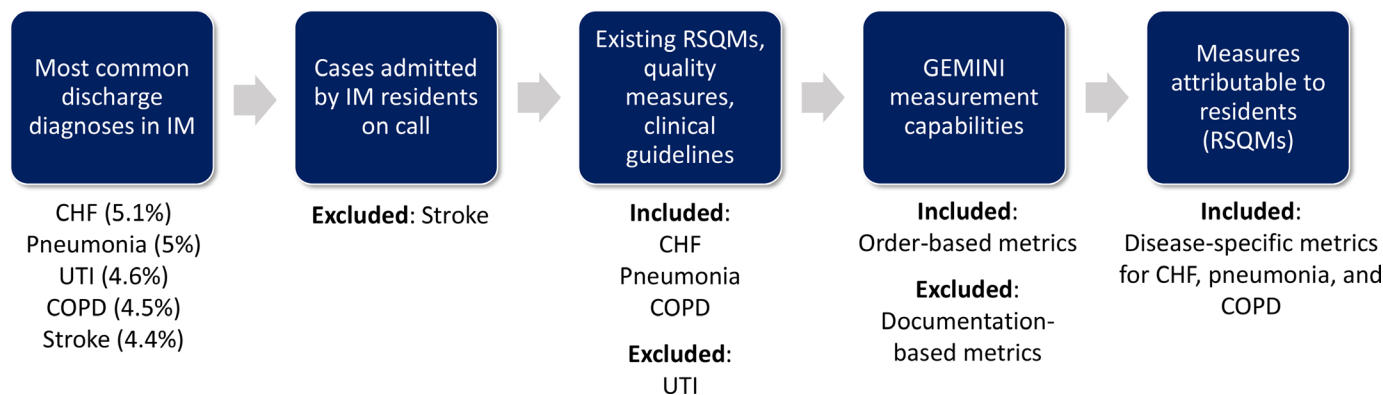 Most common
discharge
diagnoses in IM
CHF (5.1%)
Pneumonia (5%)
UTI (4.6%)
COPD (4.5%)
Stroke (4.4%)
Cases admitted
by IM residents
on call
Excluded: Stroke
Existing RSQMs,
quality
measures,
clinical
guidelines
Included:
CHF
Pneumonia
COPD
Excluded:
UTI
GEMINI
measurement
capabilities
Included:
Order-based metrics
Excluded:
Documentation-
based metrics
Measures
attributable to
residents
(RSQMs)
Included:
Disease-specific metrics
for CHF, pneumonia, and
COPD